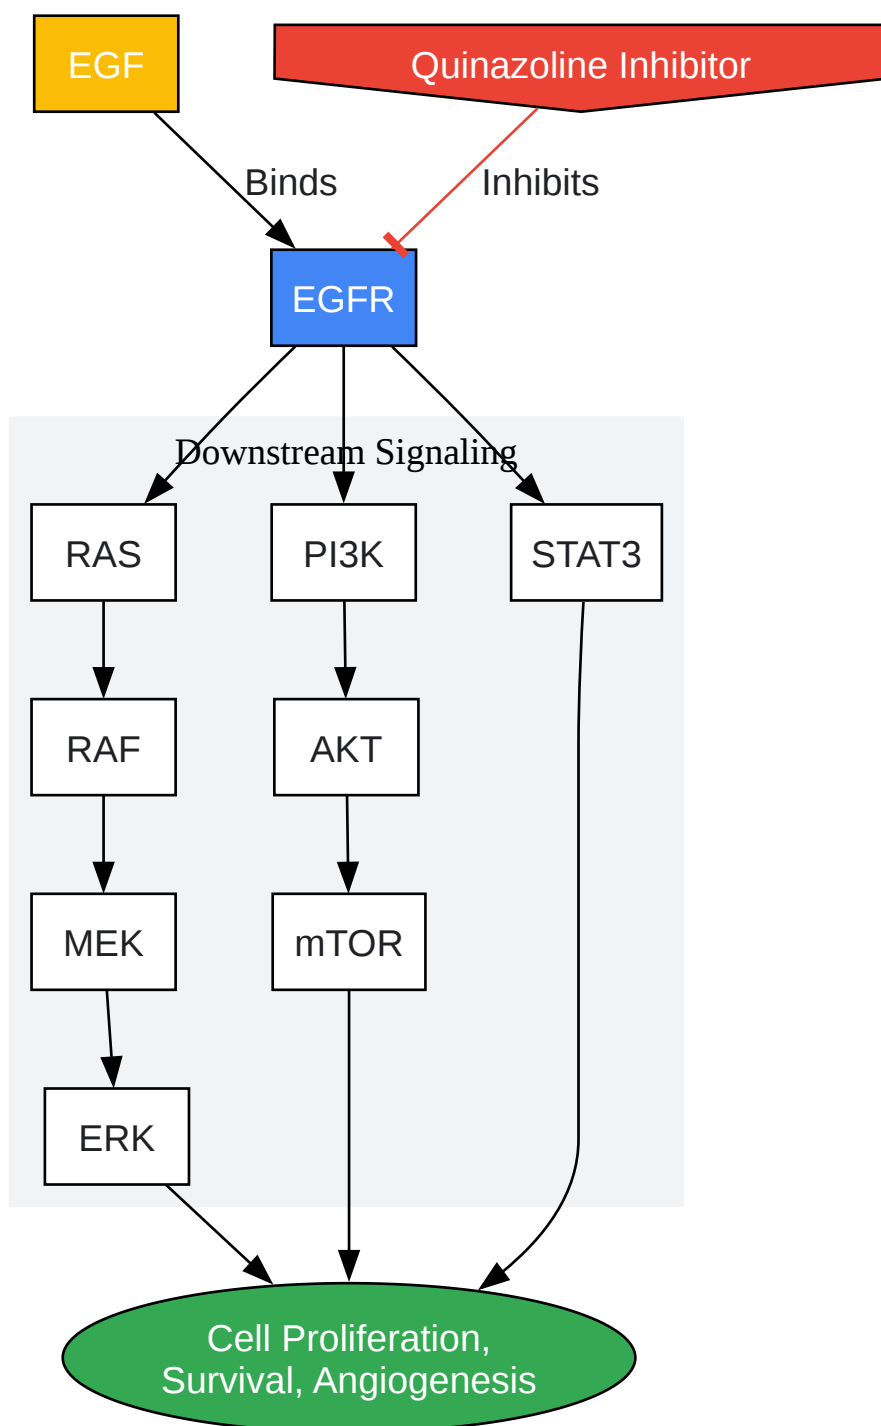 EGF
Quinazoline Inhibitor
Binds
Inhibits
EGFR
Downstream Signaling
RAS
PI3K
STAT3
RAF
AKT
MEK
mTOR
ERK
Cell Proliferation,
Survival, Angiogenesis